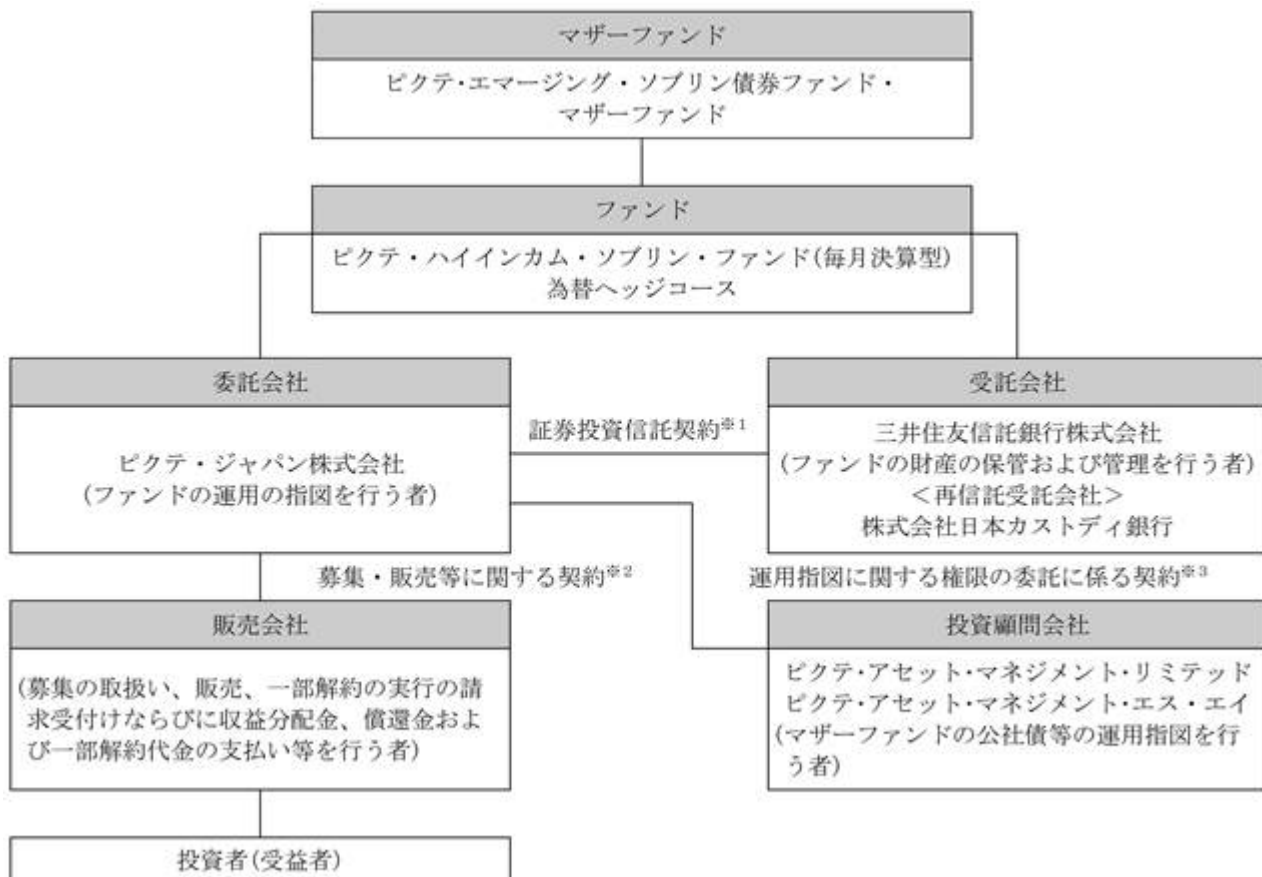 マザーファンド
ピクテ・エマージング・ソブリン債券ファンド・
マザーファンド
ファンド
ピクテ・ハイインカム・ソブリン・ファンド(毎月決算型)
為替ヘッジコース
委託会社
ピクテ・ジャパン株式会社
(ファンドの運用の指図を行う者)
証券投資信託契約※1
受託会社
三井住友信託銀行株式会社
(ファンドの財産の保管および管理を行う者)
<再信託受託会社>
株式会社日本カストディ銀行
募集・販売等に関する契約※2
運用指図に関する権限の委託に係る契約※3
販売会社
(募集の取扱い、販売、一部解約の実行の請
求受付けならびに収益分配金、償還金およ
び一部解約代金の支払い等を行う者)
投資顧問会社
ピクテ・アセット・マネジメント・リミテッド
ピクテ・アセット・マネジメント・エス・エイ
(マザーファンドの公社債等の運用指図を行
う者)
投資者(受益者)